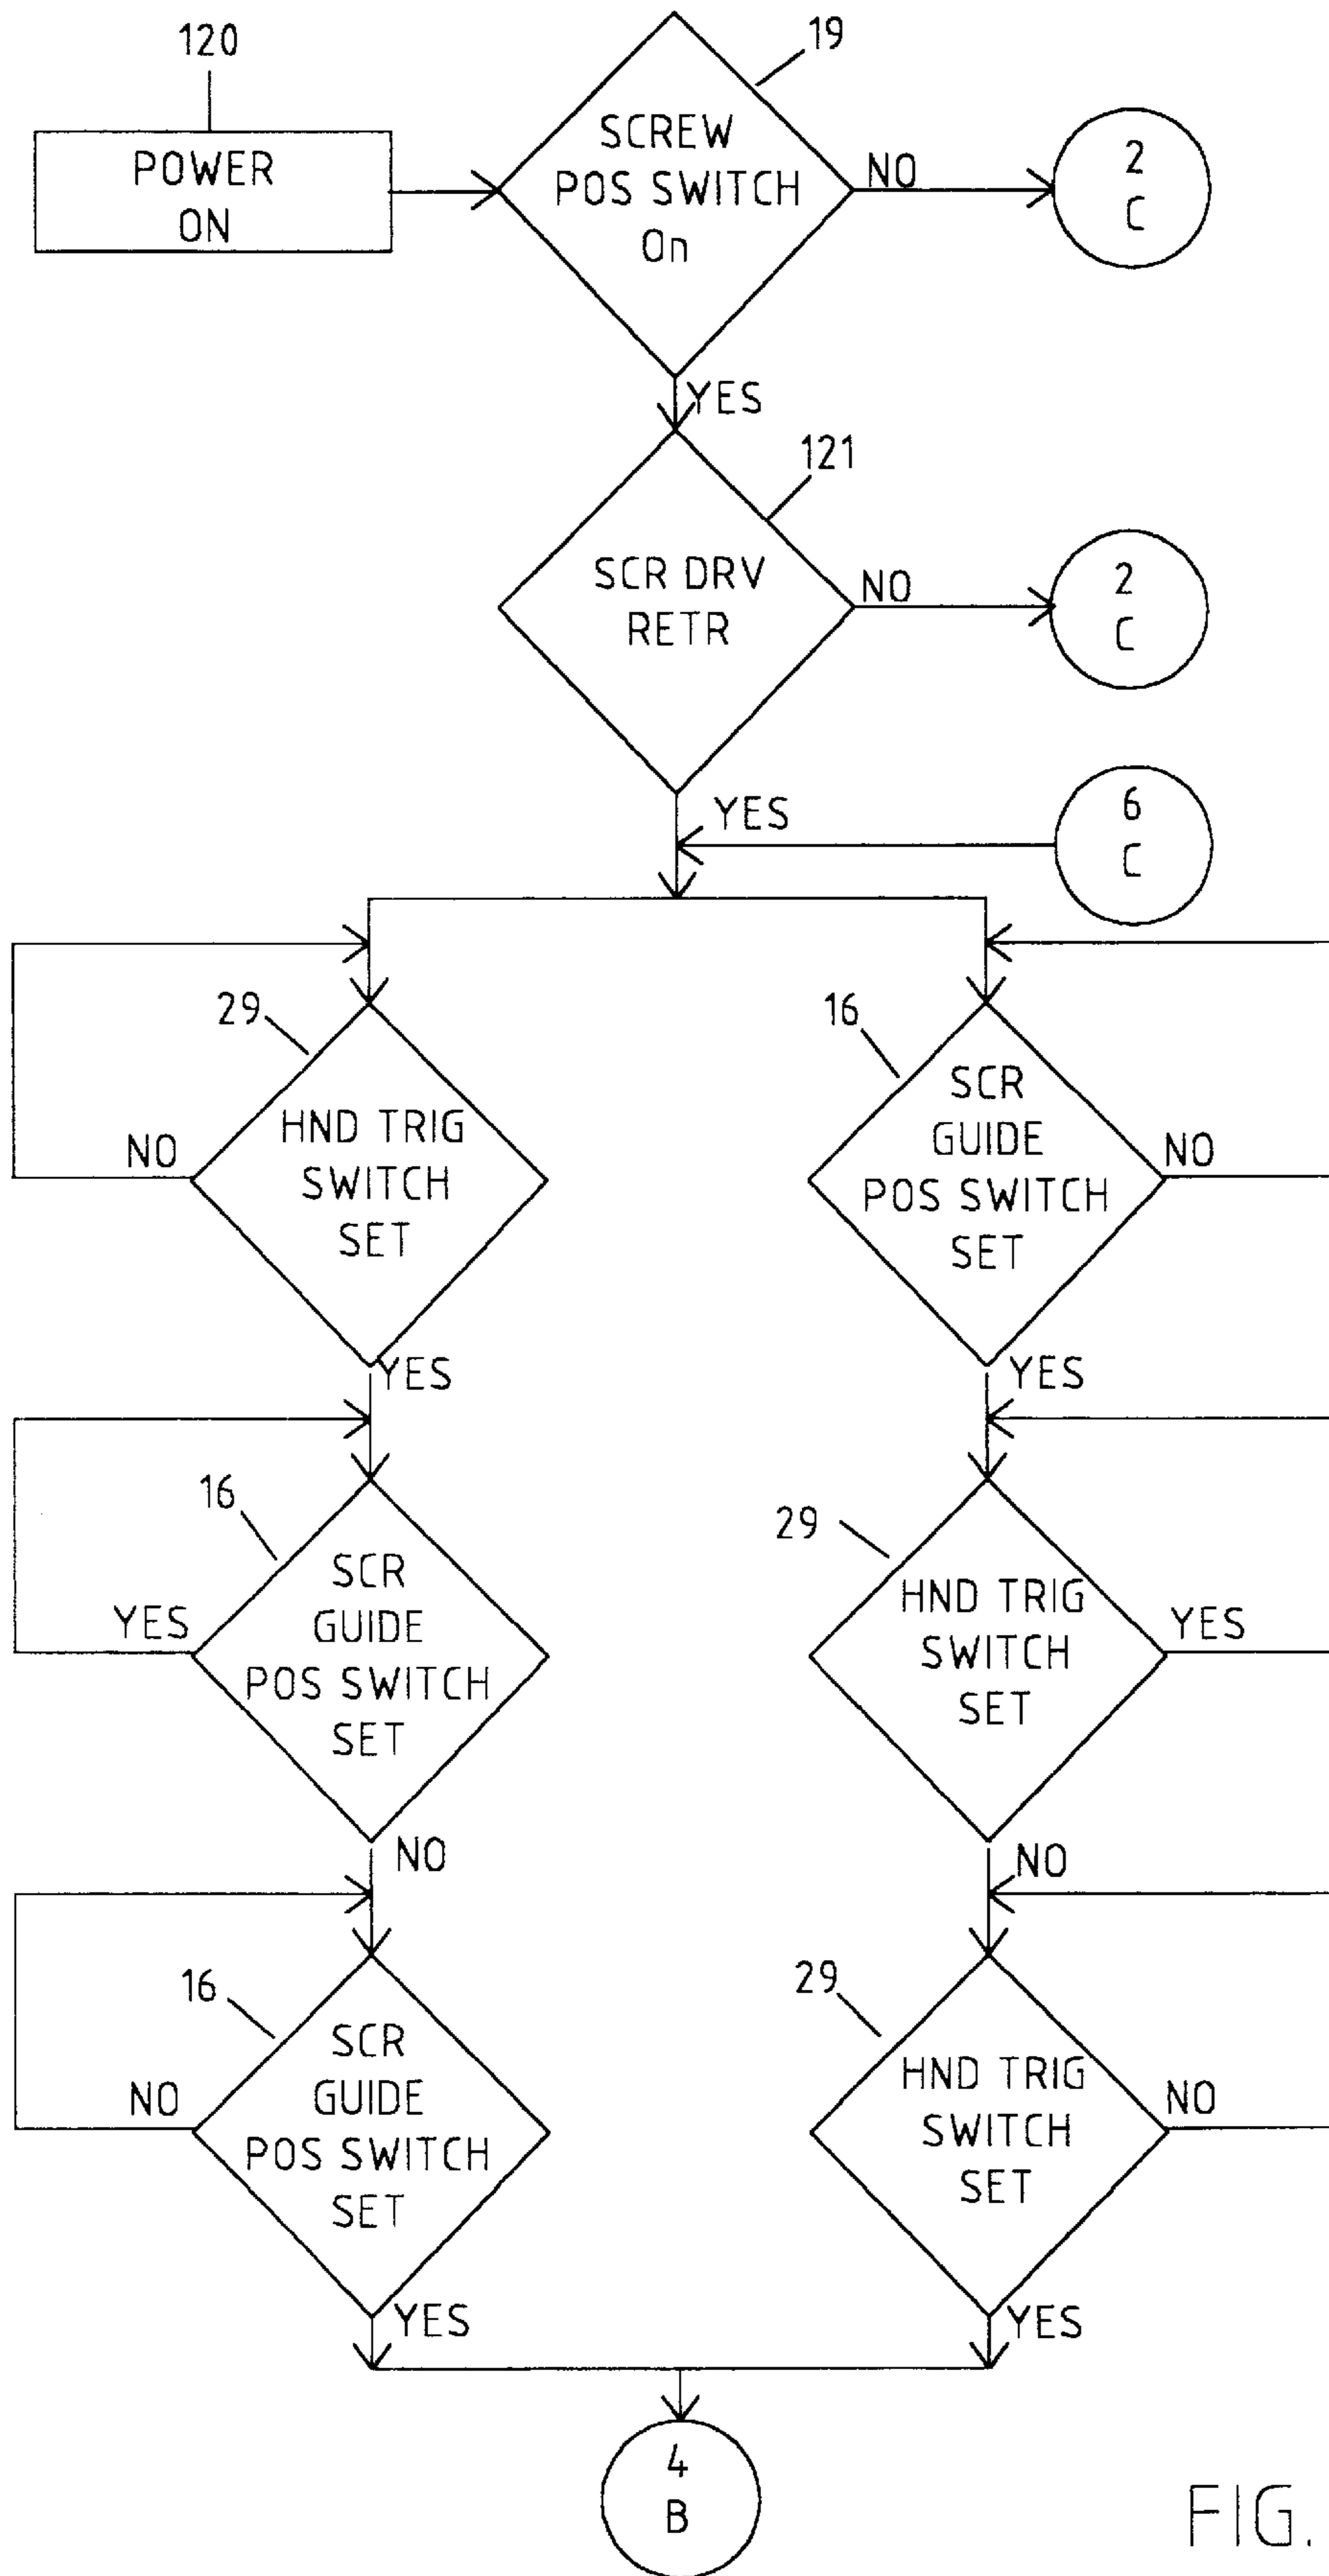 120
POWER
ON
19
SCREW
POS SWITCH
On
NO
2
C
YES
121
SCR DRV
RETR
NO
2
C
YES
6
C
29
HND TRIG
SWITCH
SET
NO
YES
16
SCR
GUIDE
POS SWITCH
SET
NO
YES
16
SCR
GUIDE
POS SWITCH
SET
YES
NO
29
HND TRIG
SWITCH
SET
YES
NO
16
SCR
GUIDE
POS SWITCH
SET
NO
YES
29
HND TRIG
SWITCH
SET
NO
YES
4
B
FIG.